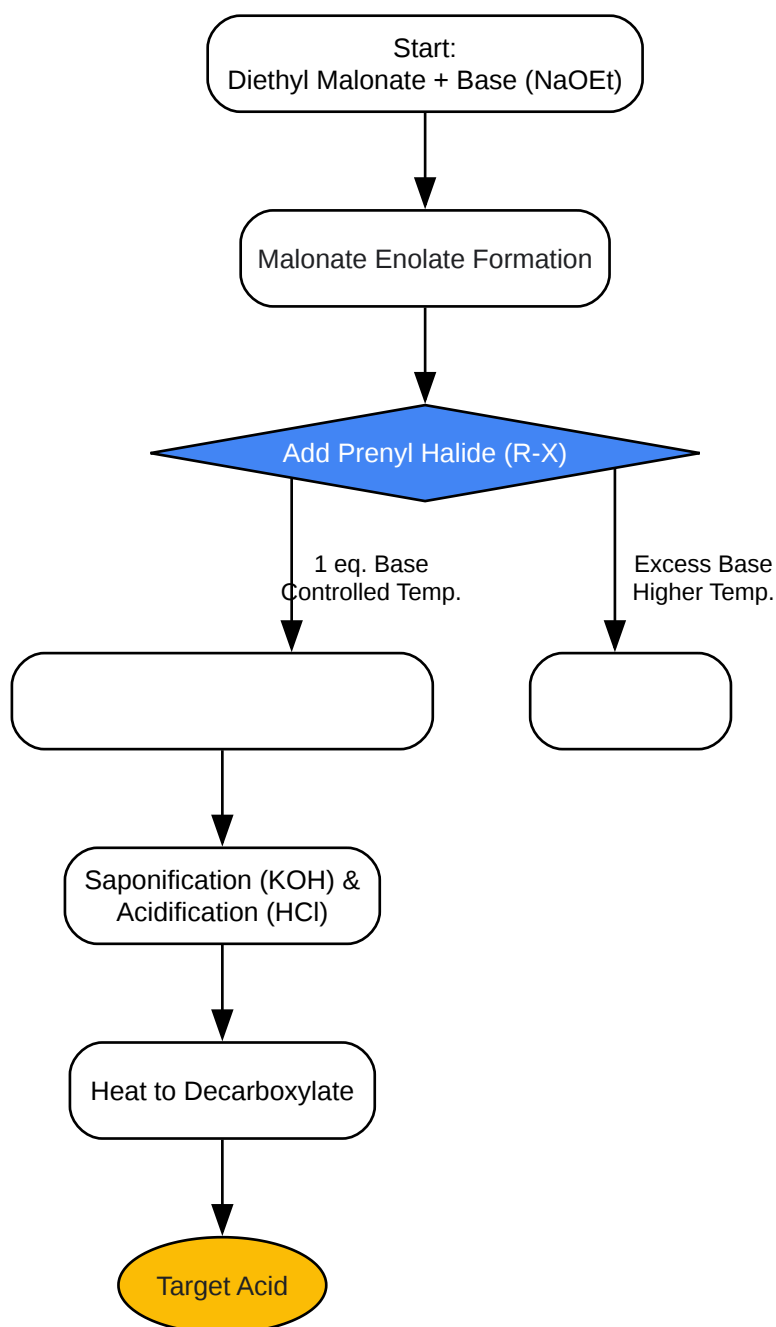 Start:
Diethyl Malonate + Base (NaOEt)
Malonate Enolate Formation
Add Prenyl Halide (R-X)
1 eq. Base
Controlled Temp.
Excess Base
Higher Temp.
Saponification (KOH) &
Acidification (HCl)
Heat to Decarboxylate
Target Acid